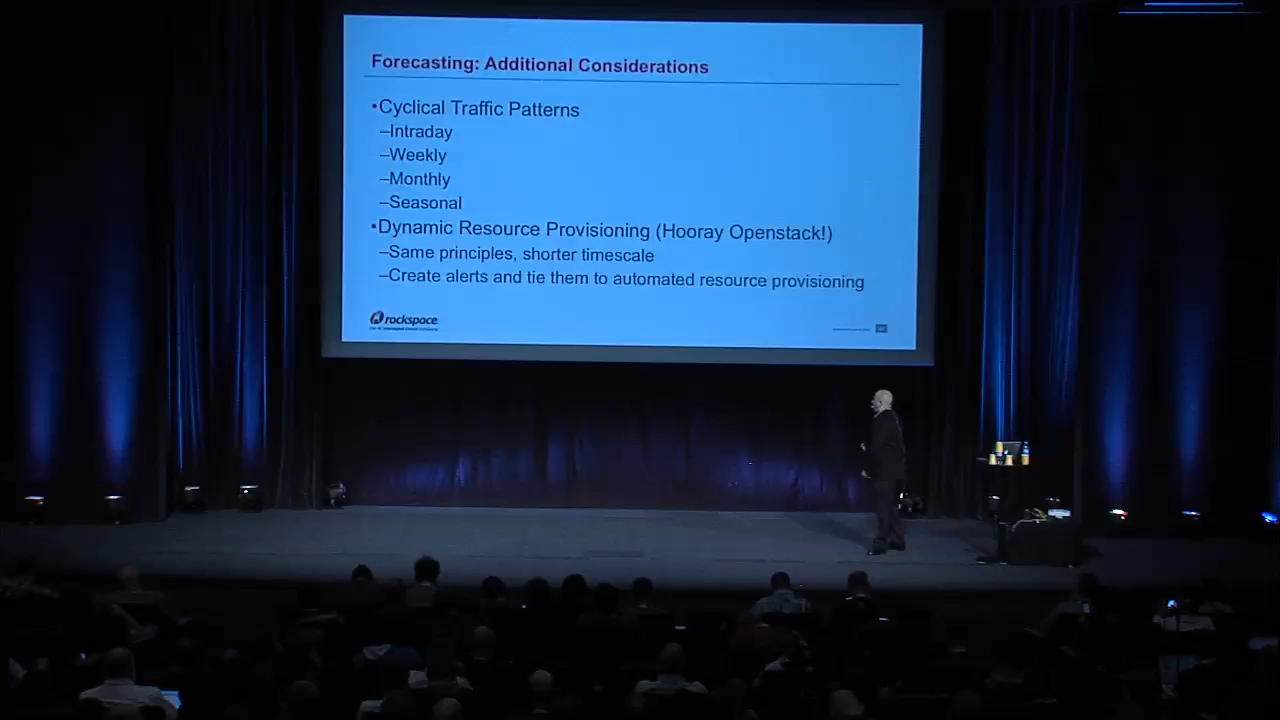 Forecasting: Additional Considerations
•Cyclical Traffic Patterns
–Intraday
–Weekly
–Monthly
–Seasonal
•Dynamic Resource Provisioning (Hooray Openstack!)
–Same principles, shorter timescale
–Create alerts and tie them to automated resource provisioning
rockspace